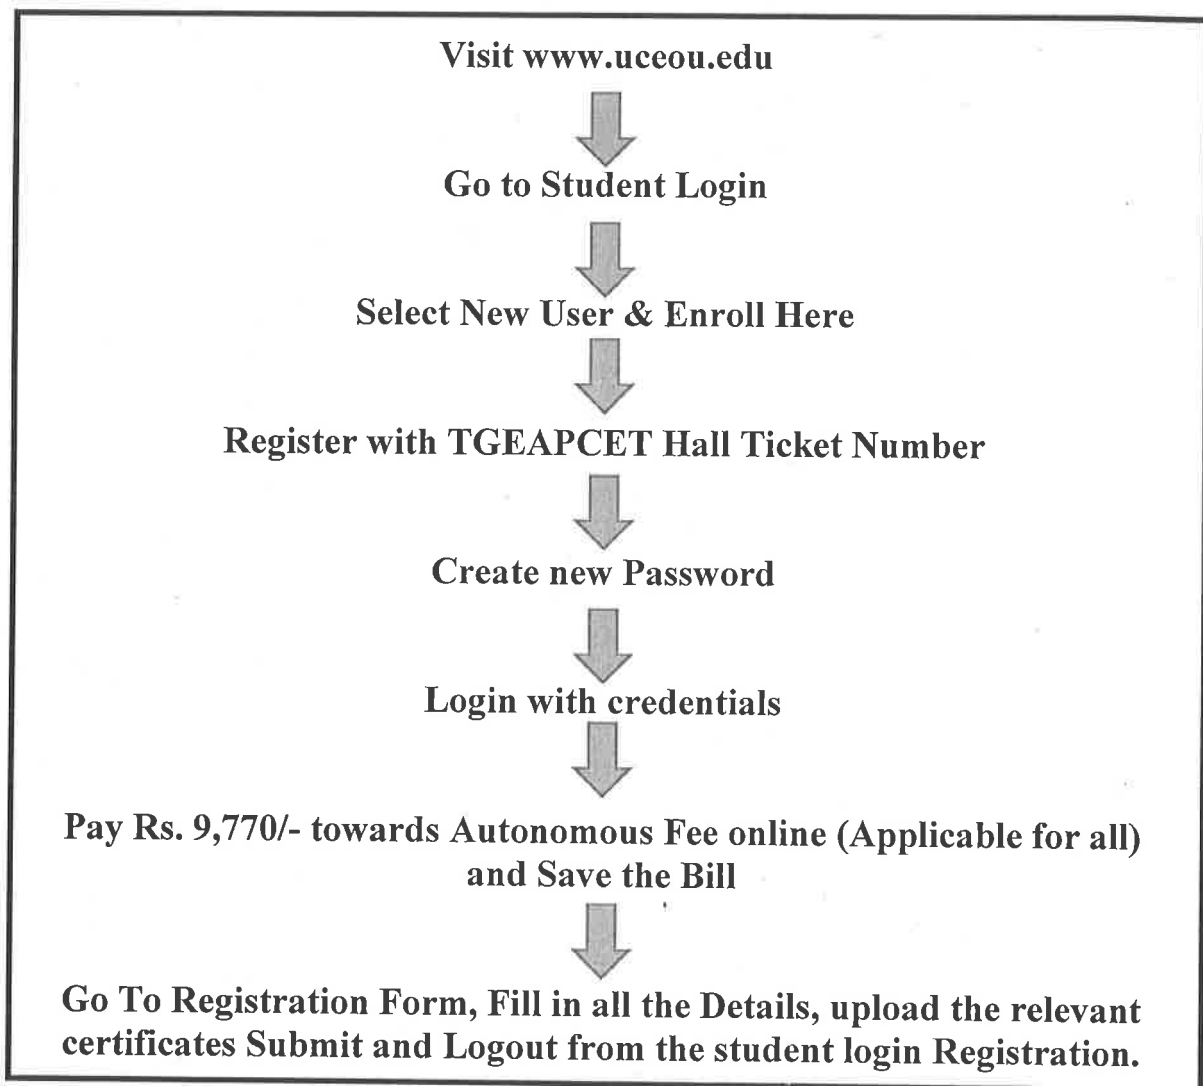 Visit www.uceou.edu
Go to Student Login
Select New User & Enroll Here
Register with TGEAPCET Hall Ticket Number
Create new Password
Login with credentials
Pay Rs. 9,770/- towards Autonomous Fee online (Applicable for all)
and Save the Bill
Go To Registration Form, Fill in all the Details, upload the relevant
certificates Submit and Logout from the student login Registration.